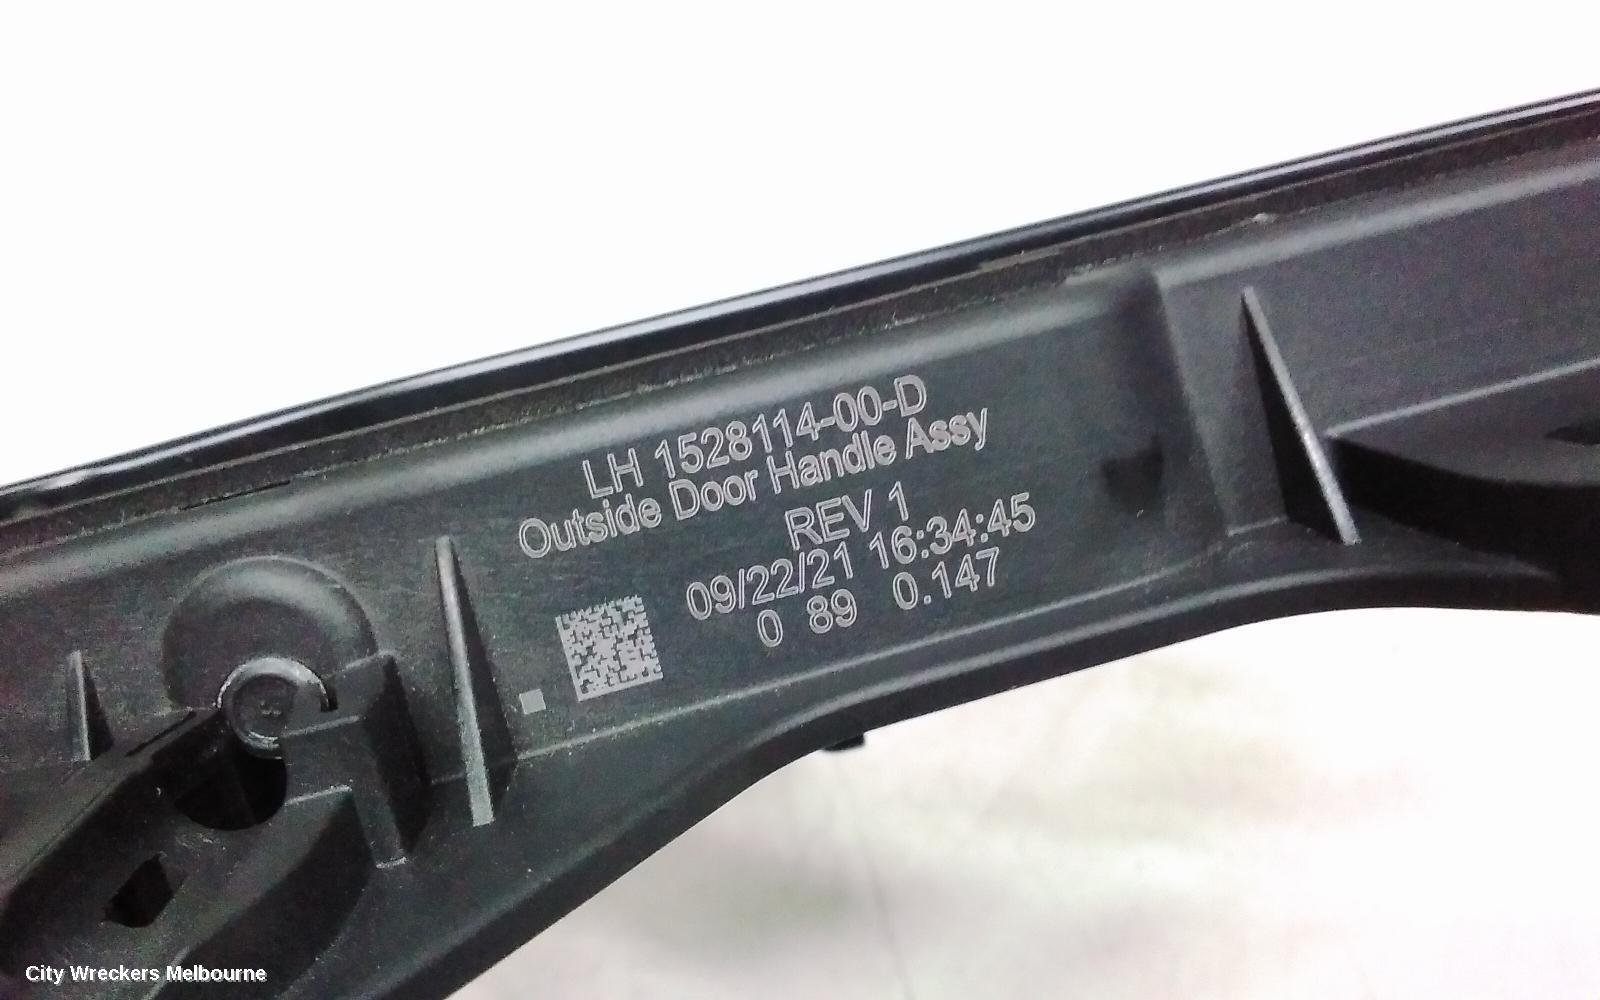 LH 1528114-00-D
Outside Door Handle Assy
REV 1
09/22/21 16:34:45
0 89 0.147
City Wreckers Melbourne